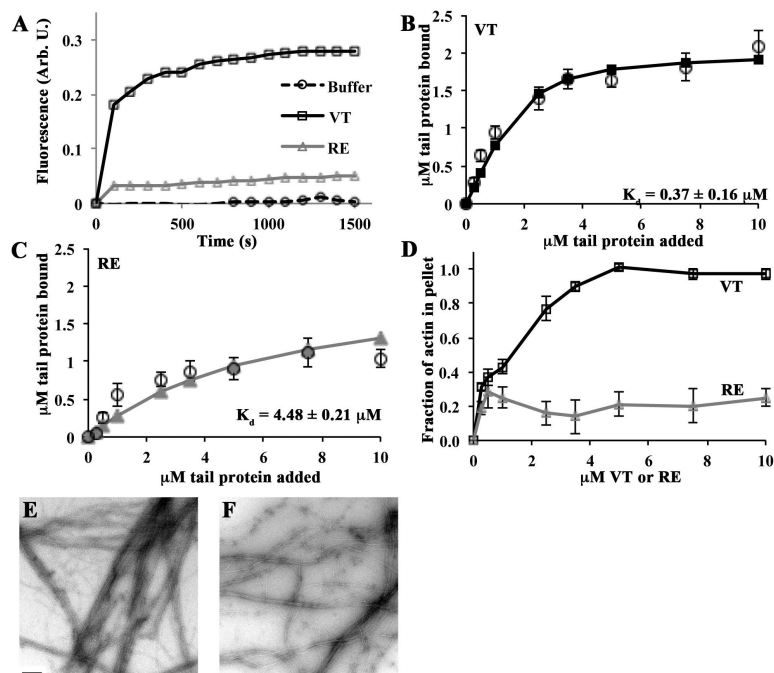 A
Fluorescence (Arb. U.)
0.3
0.2
0.1
0
0
500
1000
1500
Time (s)
Buffer
VT
RE
B
VT
µM tail protein bound
2.5
2
1.5
1
0.5
0
0
2
4
6
8
10
K_d = 0.37 ± 0.16 µM
µM tail protein added
C
RE
µM tail protein bound
2.5
2
1.5
1
0.5
0
0
2
4
6
8
10
K_d = 4.48 ± 0.21 µM
µM tail protein added
D
Fraction of actin in pellet
1.0
0.8
0.6
0.4
0.2
0.0
0
2
4
6
8
10
VT
RE
µM VT or RE
E
F